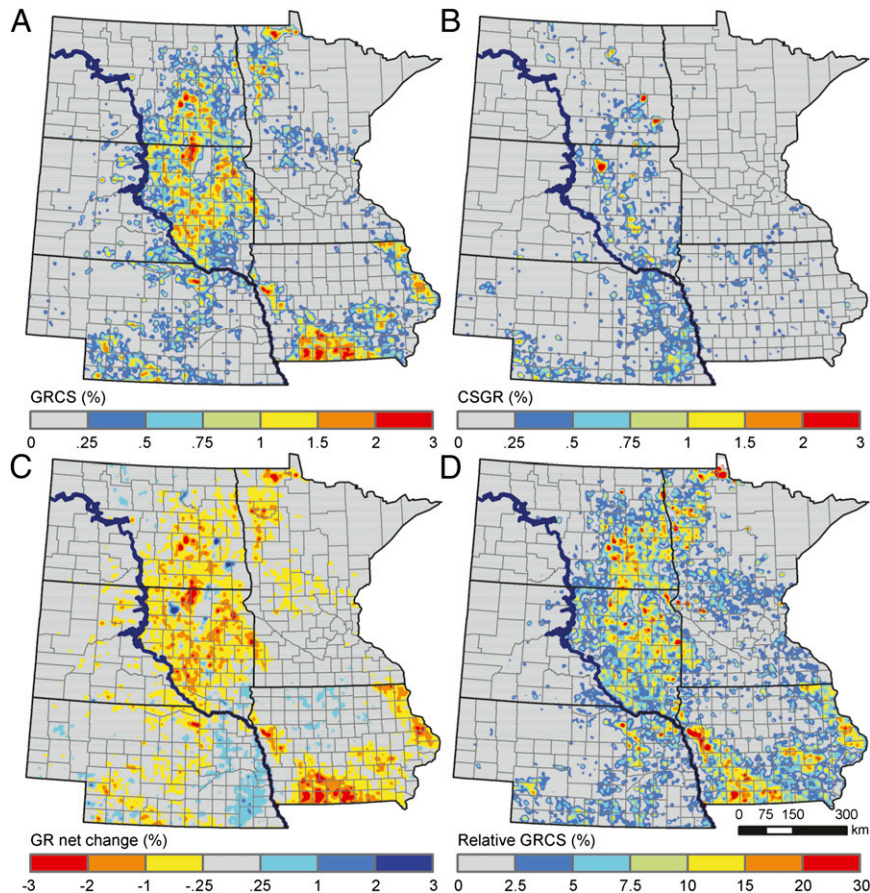 A
B
GRCS (%)
0 .25 .5 .75 1 1.5 2 3
CSGR (%)
0 .25 .5 .75 1 1.5 2 3
C
D
0 75 150 300
km
GR net change (%)
-3 -2 -1 -.25 .25 1 2 3
Relative GRCS (%)
0 2.5 5 7.5 10 15 20 30